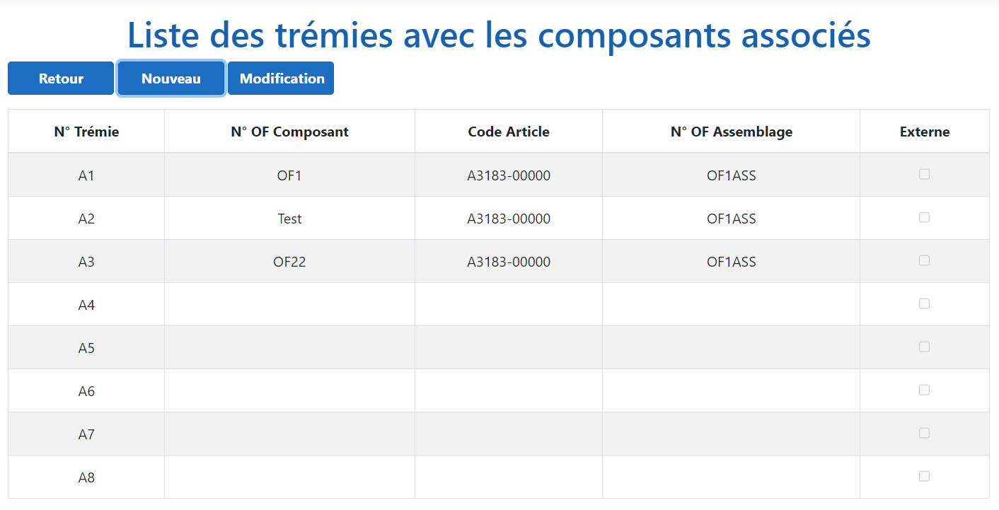 Liste des trémies avec les composants associés
Retour Nouveau Modification
N° Trémie N° OF Composant Code Article N° OF Assemblage Externe
A1 OF1 A3183-00000 OF1ASS
A2 Test A3183-00000 OF1ASS
A3 OF22 A3183-00000 OF1ASS
A4
A5
A6
A7
A8